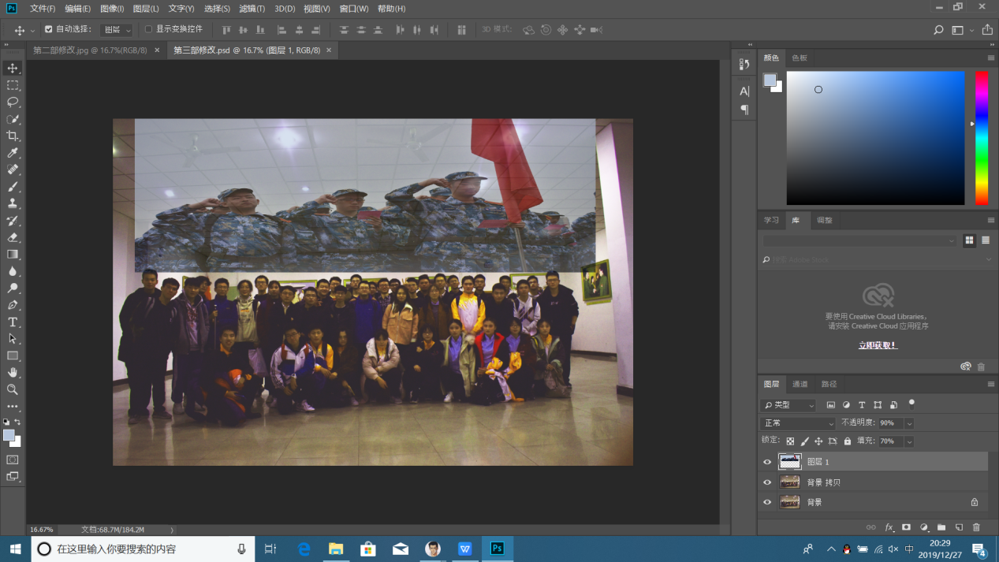 Ps 文件(F) 编辑(E) 图像(I) 图层(L) 文字(Y) 选择(S) 滤镜(T) 3D(D) 视图(V) 窗口(W) 帮助(H)
自动选择: 图层 显示变换控件 3D 模式:
第二部修改.jpg @ 16.7%(RGB/8) × 第三部修改.psd @ 16.7% (图层 1, RGB/8) ×
颜色 色板
学习 库 调整
搜索 Adobe Stock
要使用 Creative Cloud Libraries，
请安装 Creative Cloud 应用程序
立即获取！
图层 通道 路径
类型
正常 不透明度: 90%
锁定: 填充: 70%
图层 1
背景 拷贝
背景
16.67% 文档:68.7M/184.2M
在这里输入你要搜索的内容
W
Ps
中
20:29
2019/12/27
4